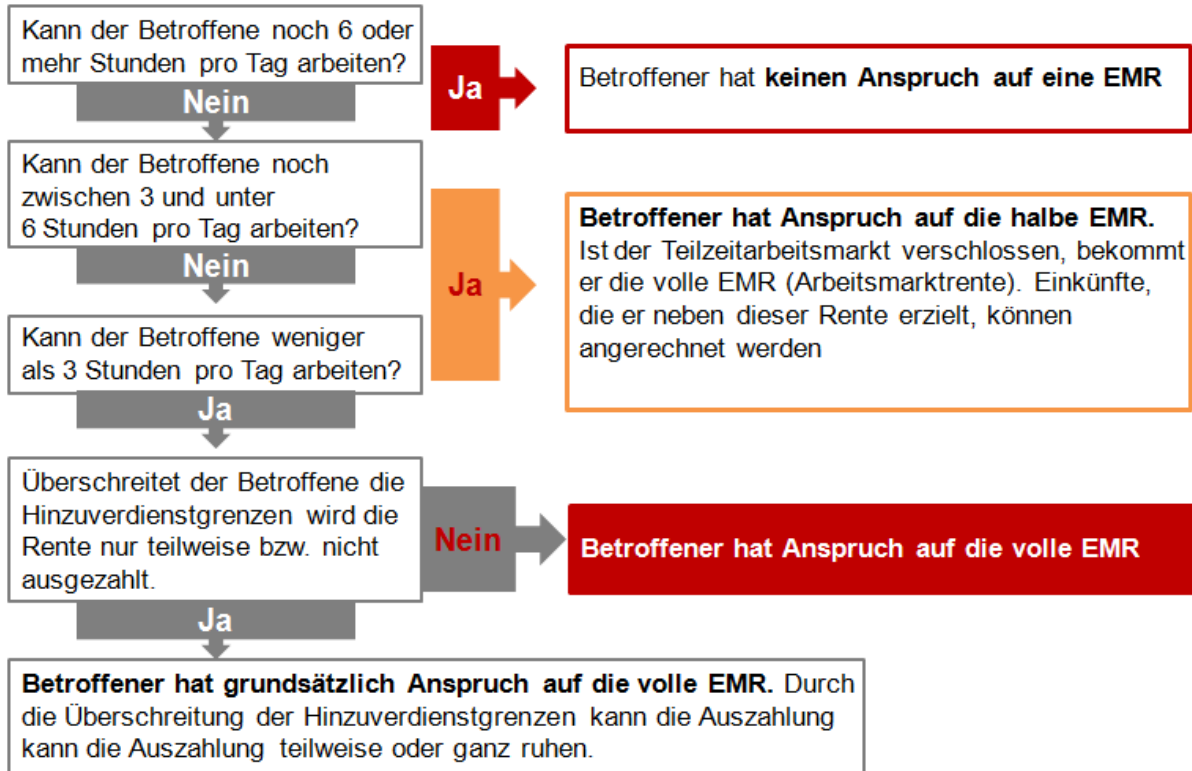 Kann der Betroffene noch 6 oder
mehr Stunden pro Tag arbeiten?
Nein
Ja
Betroffener hat keinen Anspruch auf eine EMR
Kann der Betroffene noch
zwischen 3 und unter
6 Stunden pro Tag arbeiten?
Nein
Ja
Betroffener hat Anspruch auf die halbe EMR.
Ist der Teilzeitarbeitsmarkt verschlossen, bekommt
er die volle EMR (Arbeitsmarktrente). Einkünfte,
die er neben dieser Rente erzielt, können
angerechnet werden
Kann der Betroffene weniger
als 3 Stunden pro Tag arbeiten?
Ja
Überschreitet der Betroffene die
Hinzuverdienstgrenzen wird die
Rente nur teilweise bzw. nicht
ausgezahlt.
Nein
Betroffener hat Anspruch auf die volle EMR
Ja
Betroffener hat grundsätzlich Anspruch auf die volle EMR. Durch
die Überschreitung der Hinzuverdienstgrenzen kann die Auszahlung
kann die Auszahlung teilweise oder ganz ruhen.